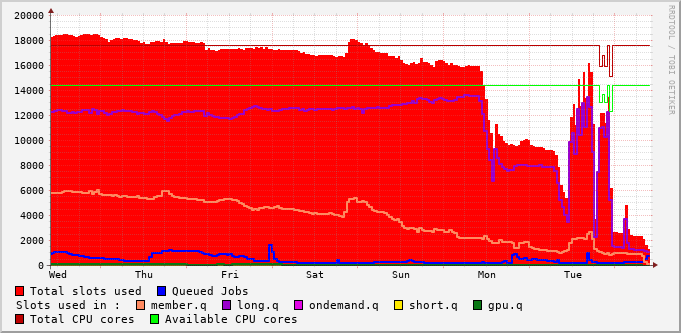 20000
18000
16000
14000
12000
10000
8000
6000
4000
2000
0
Wed Thu Fri Sat Sun Mon Tue
RRDTOOL / TOBI OETIKER
Total slots used Queued Jobs
Slots used in : member.q long.q ondemand.q short.q gpu.q
Total CPU cores Available CPU cores